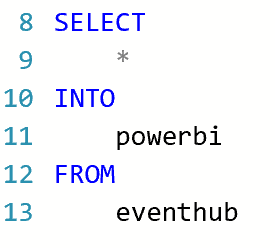 8 SELECT
9     *
10 INTO
11     powerbi
12 FROM
13     eventhub